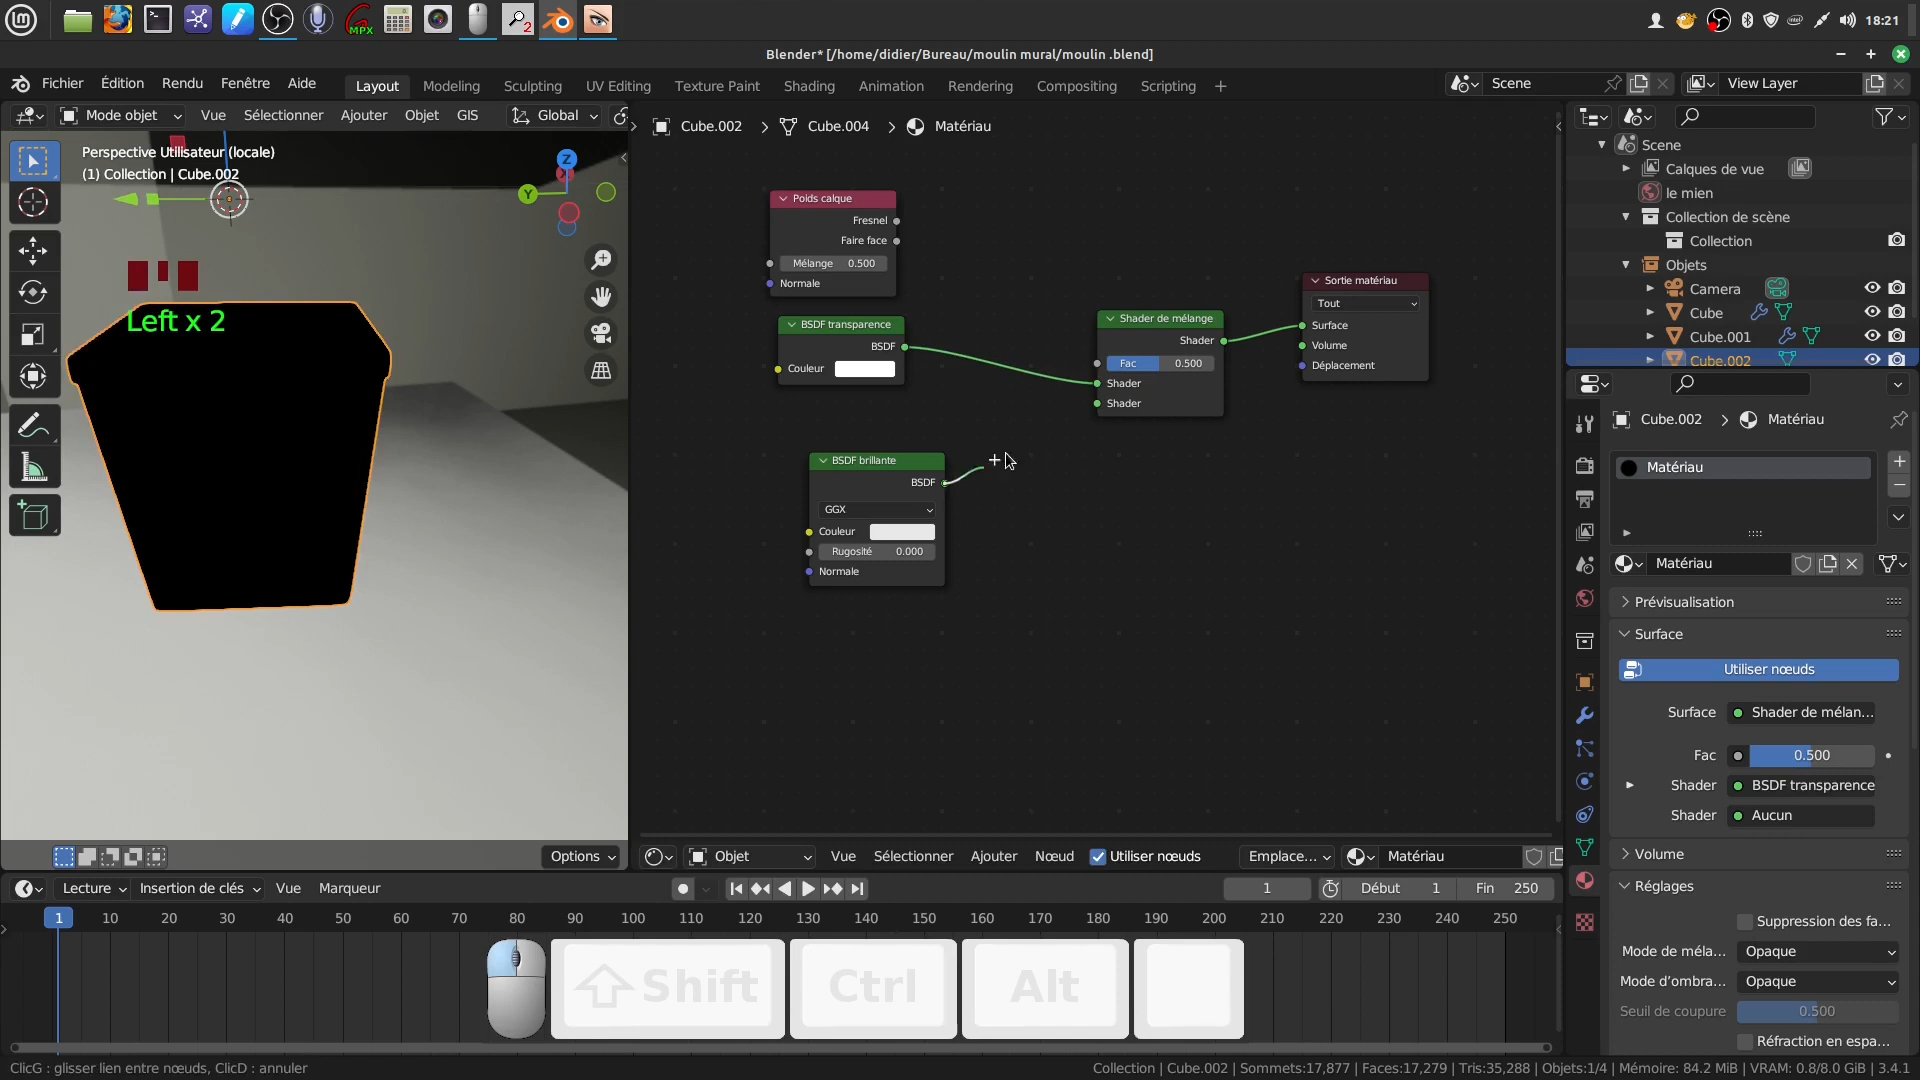 MPX
2
18:21
Blender* [/home/didier/Bureau/moulin mural/moulin .blend]
Fichier Édition Rendu Fenêtre Aide
Layout Modeling Sculpting UV Editing Texture Paint Shading Animation Rendering Compositing Scripting +
Scene
View Layer
Mode objet Vue Sélectionner Ajouter Objet GIS Global
Cube.002 > Cube.004 > Matériau
Perspective Utilisateur (locale)
(1) Collection | Cube.002
Z
Y
X
Left x 2
Poids calque
Fresnel
Faire face
Mélange 0.500
Normale
BSDF transparence
BSDF
Couleur
Shader de mélange
Shader
Fac 0.500
Shader
Shader
Sortie matériau
Tout
Surface
Volume
Déplacement
BSDF brillante
BSDF
GGX
Couleur
Rugosité 0.000
Normale
Scene
Calques de vue
le mien
Collection de scène
Collection
Objets
Camera
Cube
Cube.001
Cube.002
Cube.002 > Matériau
Matériau
Matériau
Prévisualisation
Surface
Utiliser nœuds
Surface Shader de mélan...
Fac 0.500
Shader BSDF transparence
Shader Aucun
Volume
Réglages
Suppression des fa...
Mode de méla... Opaque
Mode d’ombra... Opaque
Seuil de coupure 0.500
Réfraction en espa...
Options
Objet Vue Sélectionner Ajouter Nœud Utiliser nœuds Emplace... Matériau
Lecture Insertion de clés Vue Marqueur
1 Début 1 Fin 250
1 10 20 30 40 50 60 70 80 90 100 110 120 130 140 150 160 170 180 190 200 210 220 230 240 250
Shift Ctrl Alt
ClicG : glisser lien entre nœuds, ClicD : annuler
Collection | Cube.002 | Sommets:17,877 | Faces:17,279 | Tris:35,288 | Objets:1/4 | Mémoire: 84.2 MiB | VRAM: 0.8/8.0 GiB | 3.4.1